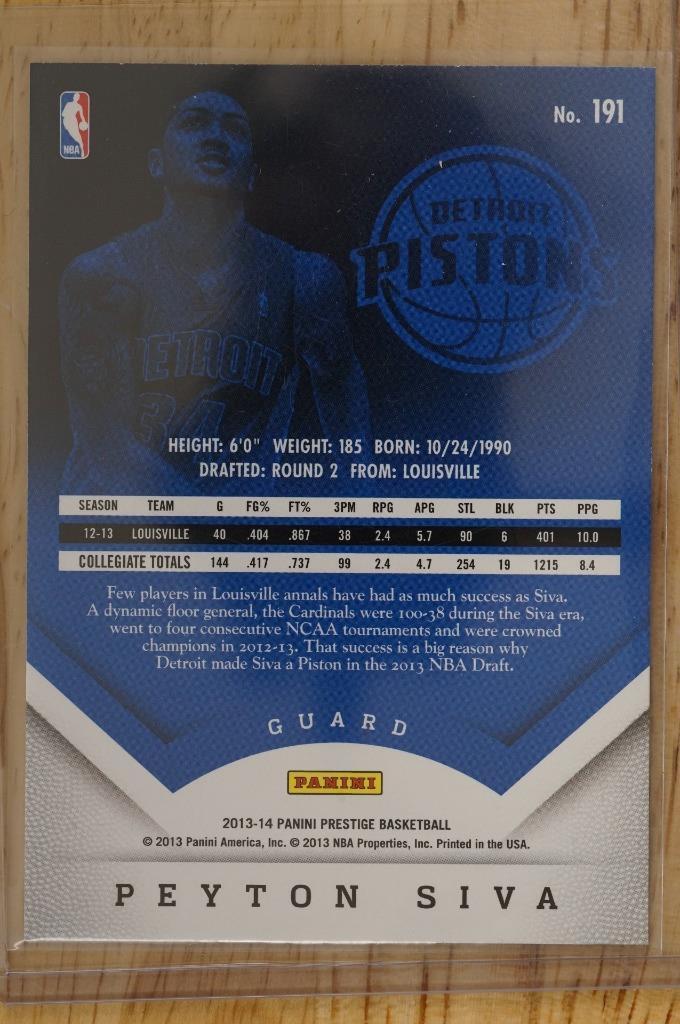 NBA
No. 191
DETROIT
PISTONS
DETROIT
34
HEIGHT: 6'0" WEIGHT: 185 BORN: 10/24/1990
DRAFTED: ROUND 2 FROM: LOUISVILLE
SEASON TEAM G FG% FT% 3PM RPG APG STL BLK PTS PPG
12-13 LOUISVILLE 40 .404 .867 38 2.4 5.7 90 6 401 10.0
COLLEGIATE TOTALS 144 .417 .737 99 2.4 4.7 254 19 1215 8.4
Few players in Louisville annals have had as much success as Siva.
A dynamic floor general, the Cardinals were 100-38 during the Siva era,
went to four consecutive NCAA tournaments and were crowned
champions in 2012-13. That success is a big reason why
Detroit made Siva a Piston in the 2013 NBA Draft.
GUARD
PANINI
2013-14 PANINI PRESTIGE BASKETBALL
© 2013 Panini America, Inc. © 2013 NBA Properties, Inc. Printed in the USA.
PEYTON SIVA